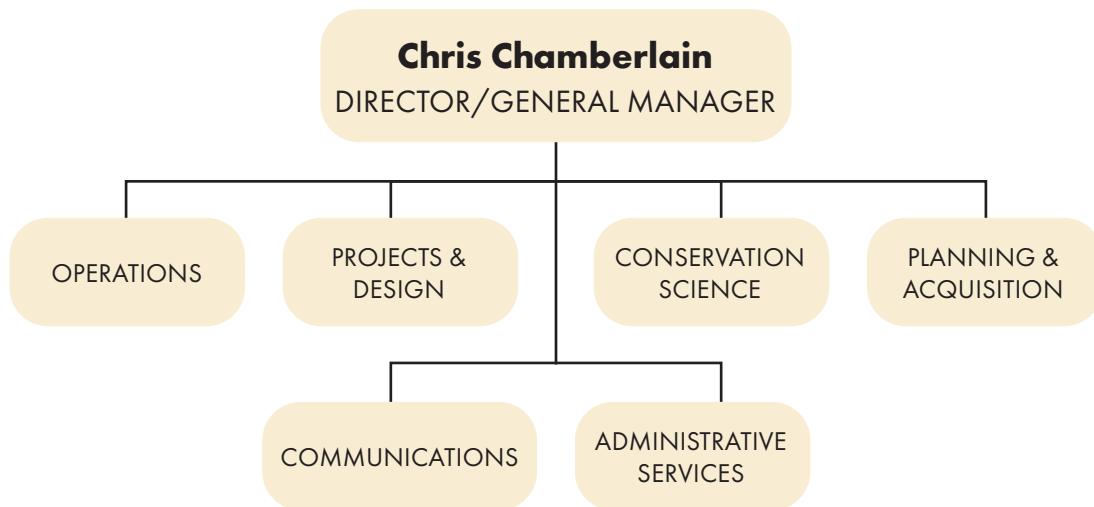 Chris Chamberlain
DIRECTOR/GENERAL MANAGER
OPERATIONS
PROJECTS &
DESIGN
CONSERVATION
SCIENCE
PLANNING &
ACQUISITION
COMMUNICATIONS
ADMINISTRATIVE
SERVICES